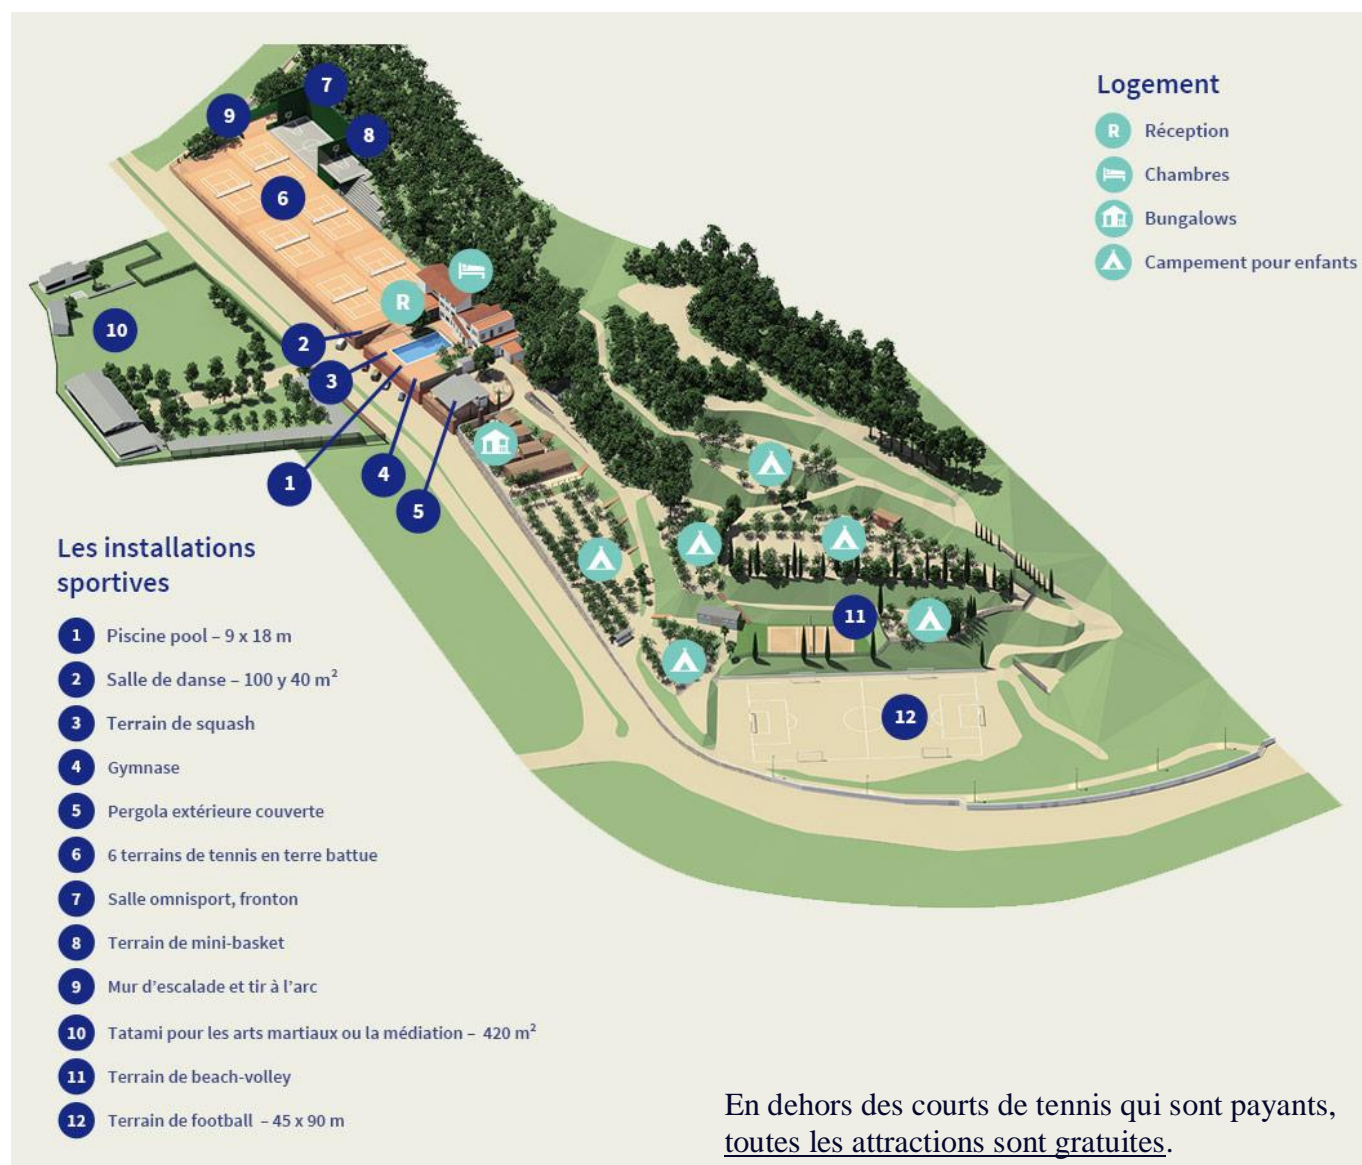 Logement
R Réception
Chambres
Bungalows
Campement pour enfants
7
9
8
6
R
10
2
3
1
4
5
11
12
Les installations
sportives
1 Piscine pool – 9 x 18 m
2 Salle de danse – 100 y 40 m²
3 Terrain de squash
4 Gymnase
5 Pergola extérieure couverte
6 6 terrains de tennis en terre battue
7 Salle omnisport, fronton
8 Terrain de mini-basket
9 Mur d'escalade et tir à l'arc
10 Tatami pour les arts martiaux ou la médiation – 420 m²
11 Terrain de beach-volley
12 Terrain de football – 45 x 90 m
En dehors des courts de tennis qui sont payants,
toutes les attractions sont gratuites.